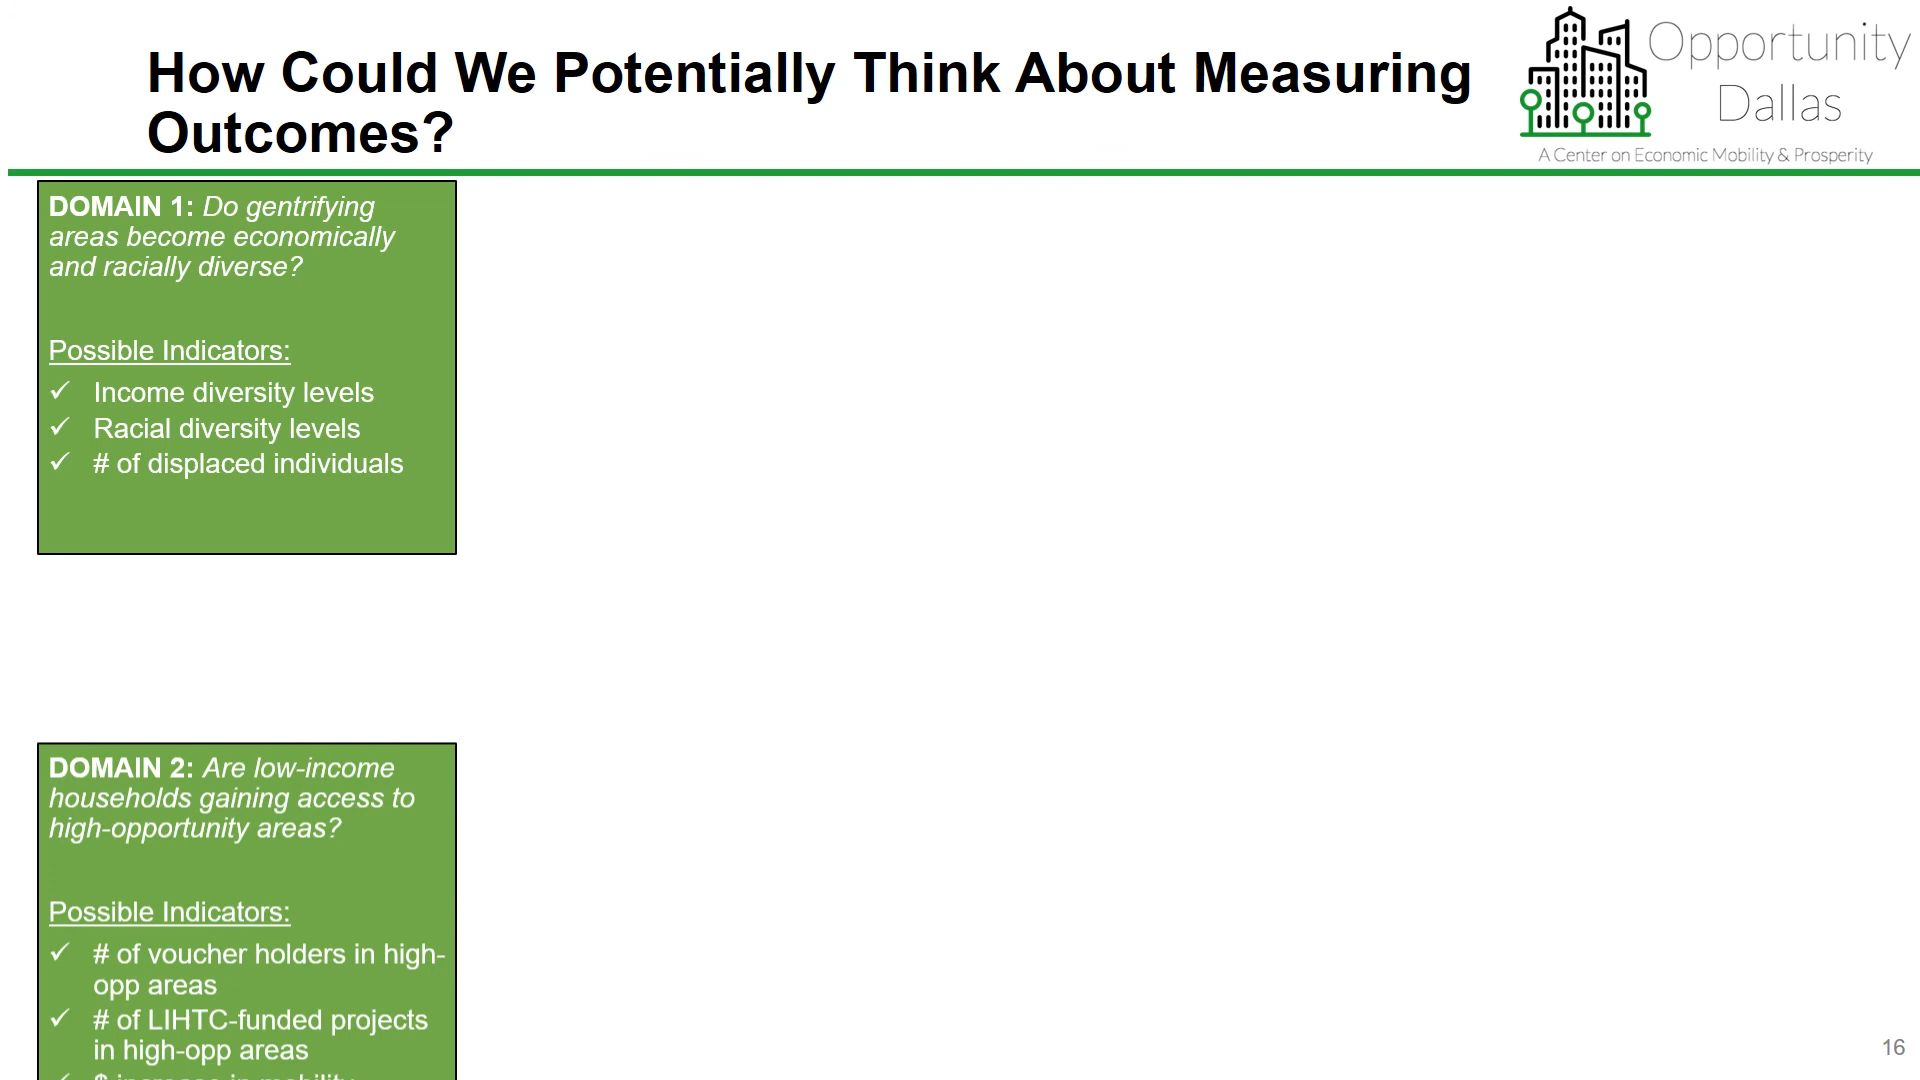 How Could We Potentially Think About Measuring
Outcomes?
Opportunity
Dallas
A Center on Economic Mobility & Prosperity
DOMAIN 1: Do gentrifying
areas become economically
and racially diverse?
Possible Indicators:
✓ Income diversity levels
✓ Racial diversity levels
✓ # of displaced individuals
DOMAIN 2: Are low-income
households gaining access to
high-opportunity areas?
Possible Indicators:
✓ # of voucher holders in high-
opp areas
✓ # of LIHTC-funded projects
in high-opp areas
✓ $ increase in mobility
16